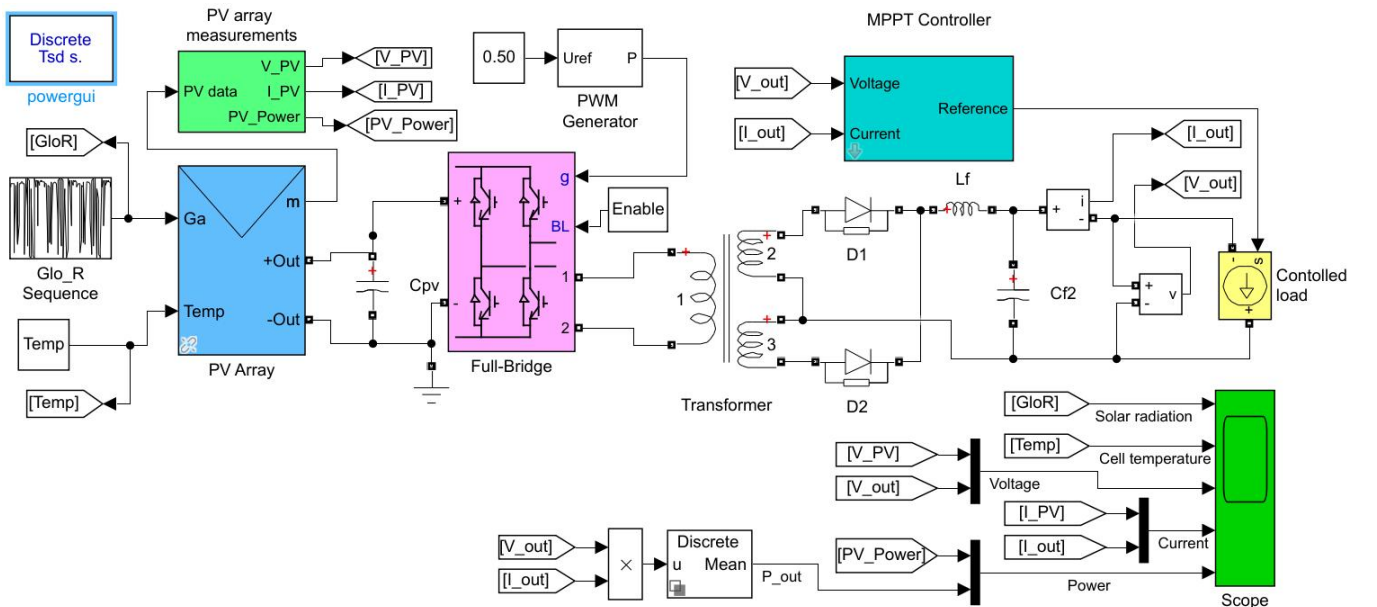 Discrete
Tsd s.
powergui
PV array
measurements
PV data
V_PV
I_PV
PV_Power
[V_PV]
[I_PV]
[PV_Power]
0.50
Uref
P
PWM
Generator
MPPT Controller
[V_out]
[I_out]
Voltage
Current
Reference
[I_out]
[V_out]
[GloR]
Glo_R
Sequence
Temp
[Temp]
Ga
Temp
m
+Out
-Out
PV Array
Cpv
+
-
g
BL
1
2
Full-Bridge
Enable
+
1
+
2
+
3
Transformer
D1
D2
+
Lf
+
Cf2
+
-
i
+
-
v
-
s
+
Contolled
load
[GloR]
Solar radiation
[Temp]
Cell temperature
[V_PV]
[V_out]
Voltage
[I_PV]
[I_out]
Current
[V_out]
[I_out]
×
Discrete
u
Mean
P_out
[PV_Power]
Power
Scope